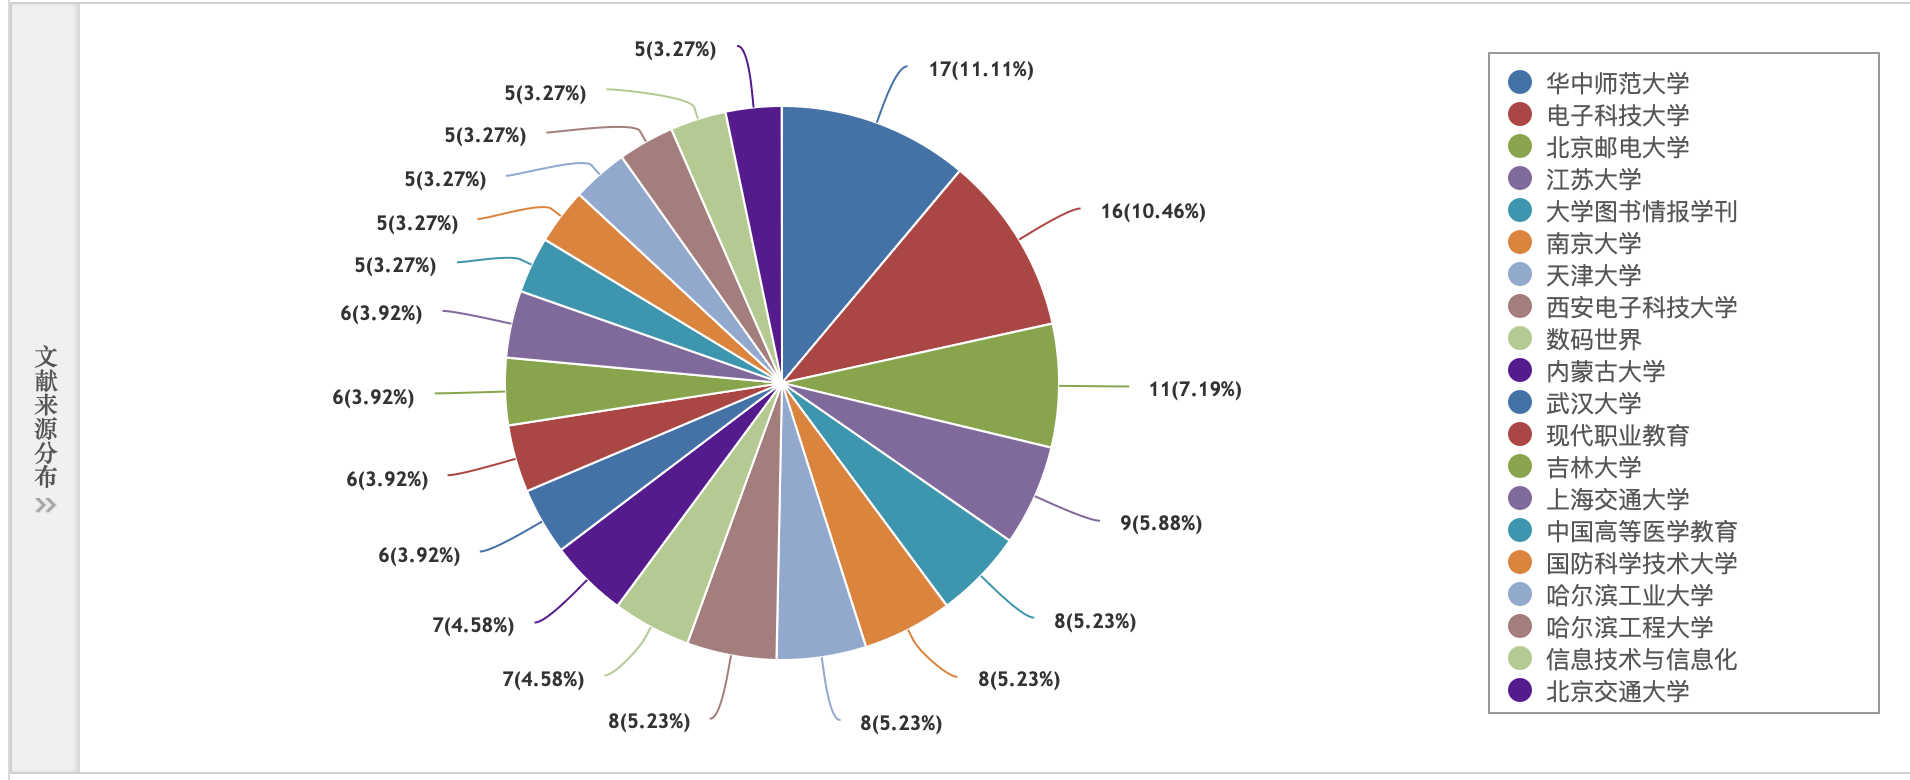 文献来源分布
5(3.27%)
17(11.11%)
5(3.27%)
5(3.27%)
5(3.27%)
16(10.46%)
5(3.27%)
5(3.27%)
6(3.92%)
11(7.19%)
6(3.92%)
6(3.92%)
9(5.88%)
6(3.92%)
8(5.23%)
7(4.58%)
7(4.58%)
8(5.23%)
8(5.23%)
8(5.23%)
华中师范大学
电子科技大学
北京邮电大学
江苏大学
大学图书情报学刊
南京大学
天津大学
西安电子科技大学
数码世界
内蒙古大学
武汉大学
现代职业教育
吉林大学
上海交通大学
中国高等医学教育
国防科学技术大学
哈尔滨工业大学
哈尔滨工程大学
信息技术与信息化
北京交通大学